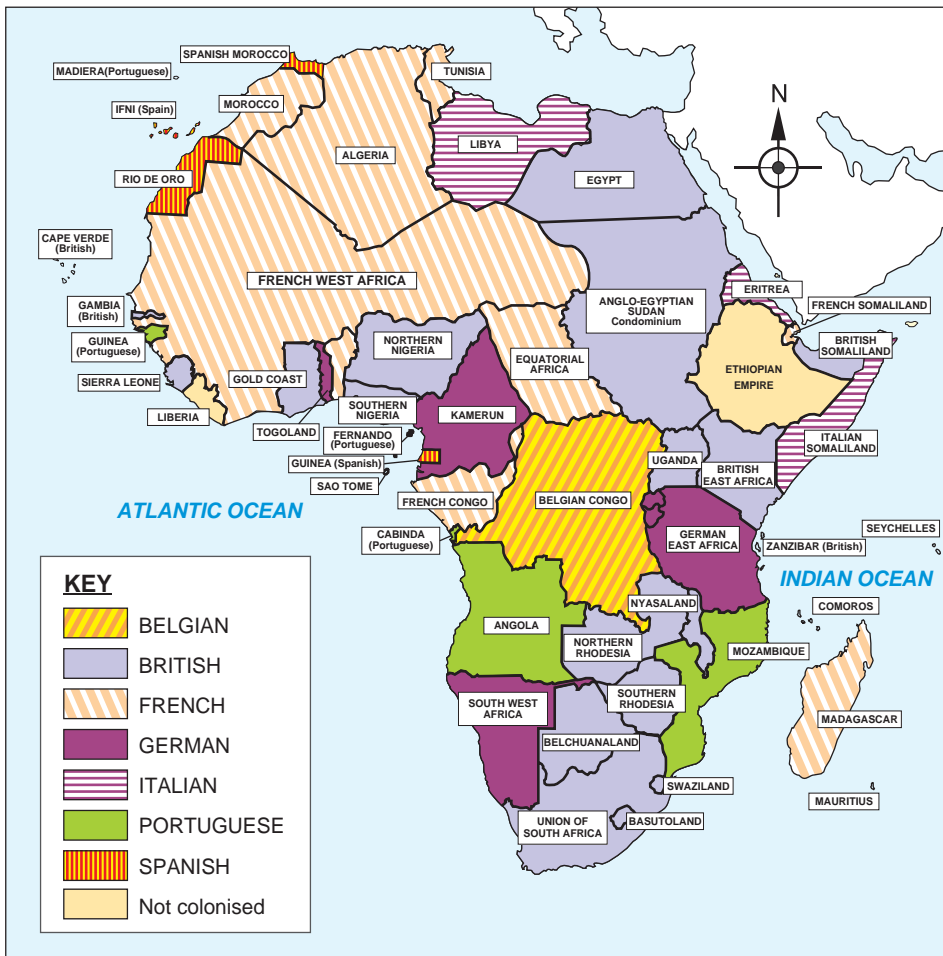 SPANISH MOROCCO
MADIERA(Portuguese)
TUNISIA
IFNI (Spain)
MOROCCO
N
ALGERIA
LIBYA
RIO DE ORO
EGYPT
CAPE VERDE
(British)
FRENCH WEST AFRICA
ERITREA
GAMBIA
(British)
ANGLO-EGYPTIAN
SUDAN
Condominium
FRENCH SOMALILAND
GUINEA
(Portuguese)
NORTHERN
NIGERIA
BRITISH
SOMALILAND
EQUATORIAL
AFRICA
ETHIOPIAN
EMPIRE
SIERRA LEONE
GOLD COAST
LIBERIA
SOUTHERN
NIGERIA
KAMERUN
TOGOLAND
FERNANDO
(Portuguese)
ITALIAN
SOMALILAND
GUINEA (Spanish)
UGANDA
BRITISH
EAST AFRICA
SAO TOME
FRENCH CONGO
BELGIAN CONGO
ATLANTIC OCEAN
CABINDA
(Portuguese)
GERMAN
EAST AFRICA
SEYCHELLES
ZANZIBAR (British)
INDIAN OCEAN
NYASALAND
COMOROS
ANGOLA
NORTHERN
RHODESIA
MOZAMBIQUE
SOUTH WEST
AFRICA
SOUTHERN
RHODESIA
MADAGASCAR
BELCHUANALAND
SWAZILAND
MAURITIUS
UNION OF
SOUTH AFRICA
BASUTOLAND
KEY
BELGIAN
BRITISH
FRENCH
GERMAN
ITALIAN
PORTUGUESE
SPANISH
Not colonised